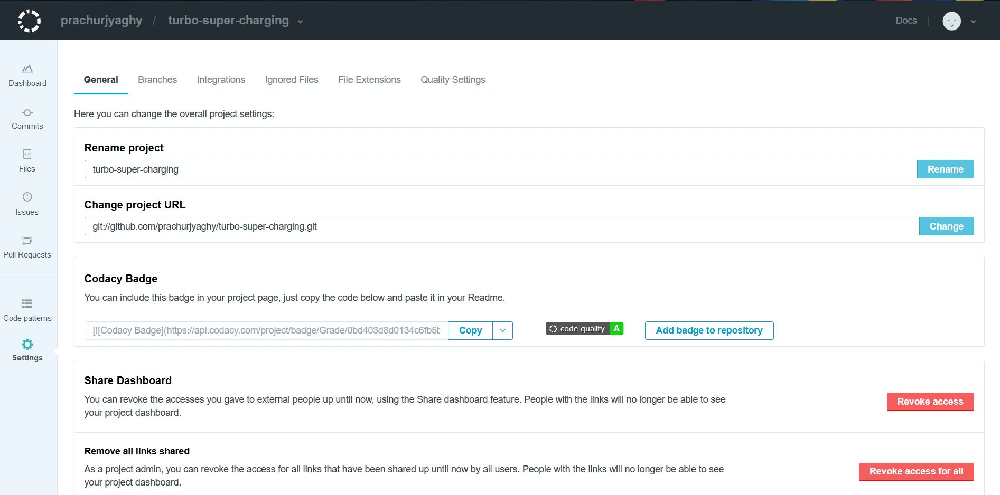 prachurjyaghy / turbo-super-charging
Docs |
Dashboard
Commits
Files
Issues
Pull Requests
Code patterns
Settings
General Branches Integrations Ignored Files File Extensions Quality Settings
Here you can change the overall project settings:
Rename project
turbo-super-charging Rename
Change project URL
git://github.com/prachurjyaghy/turbo-super-charging.git Change
Codacy Badge
You can include this badge in your project page, just copy the code below and paste it in your Readme.
[![Codacy Badge](https://api.codacy.com/project/badge/Grade/0bd403d8d0134c6fb5b Copy code quality A Add badge to repository
Share Dashboard
You can revoke the accesses you gave to external people up until now, using the Share dashboard feature. People with the links will no longer be able to see
your project dashboard.
Revoke access
Remove all links shared
As a project admin, you can revoke the access for all links that have been shared up until now by all users. People with the links will no longer be able to see
your project dashboard.
Revoke access for all